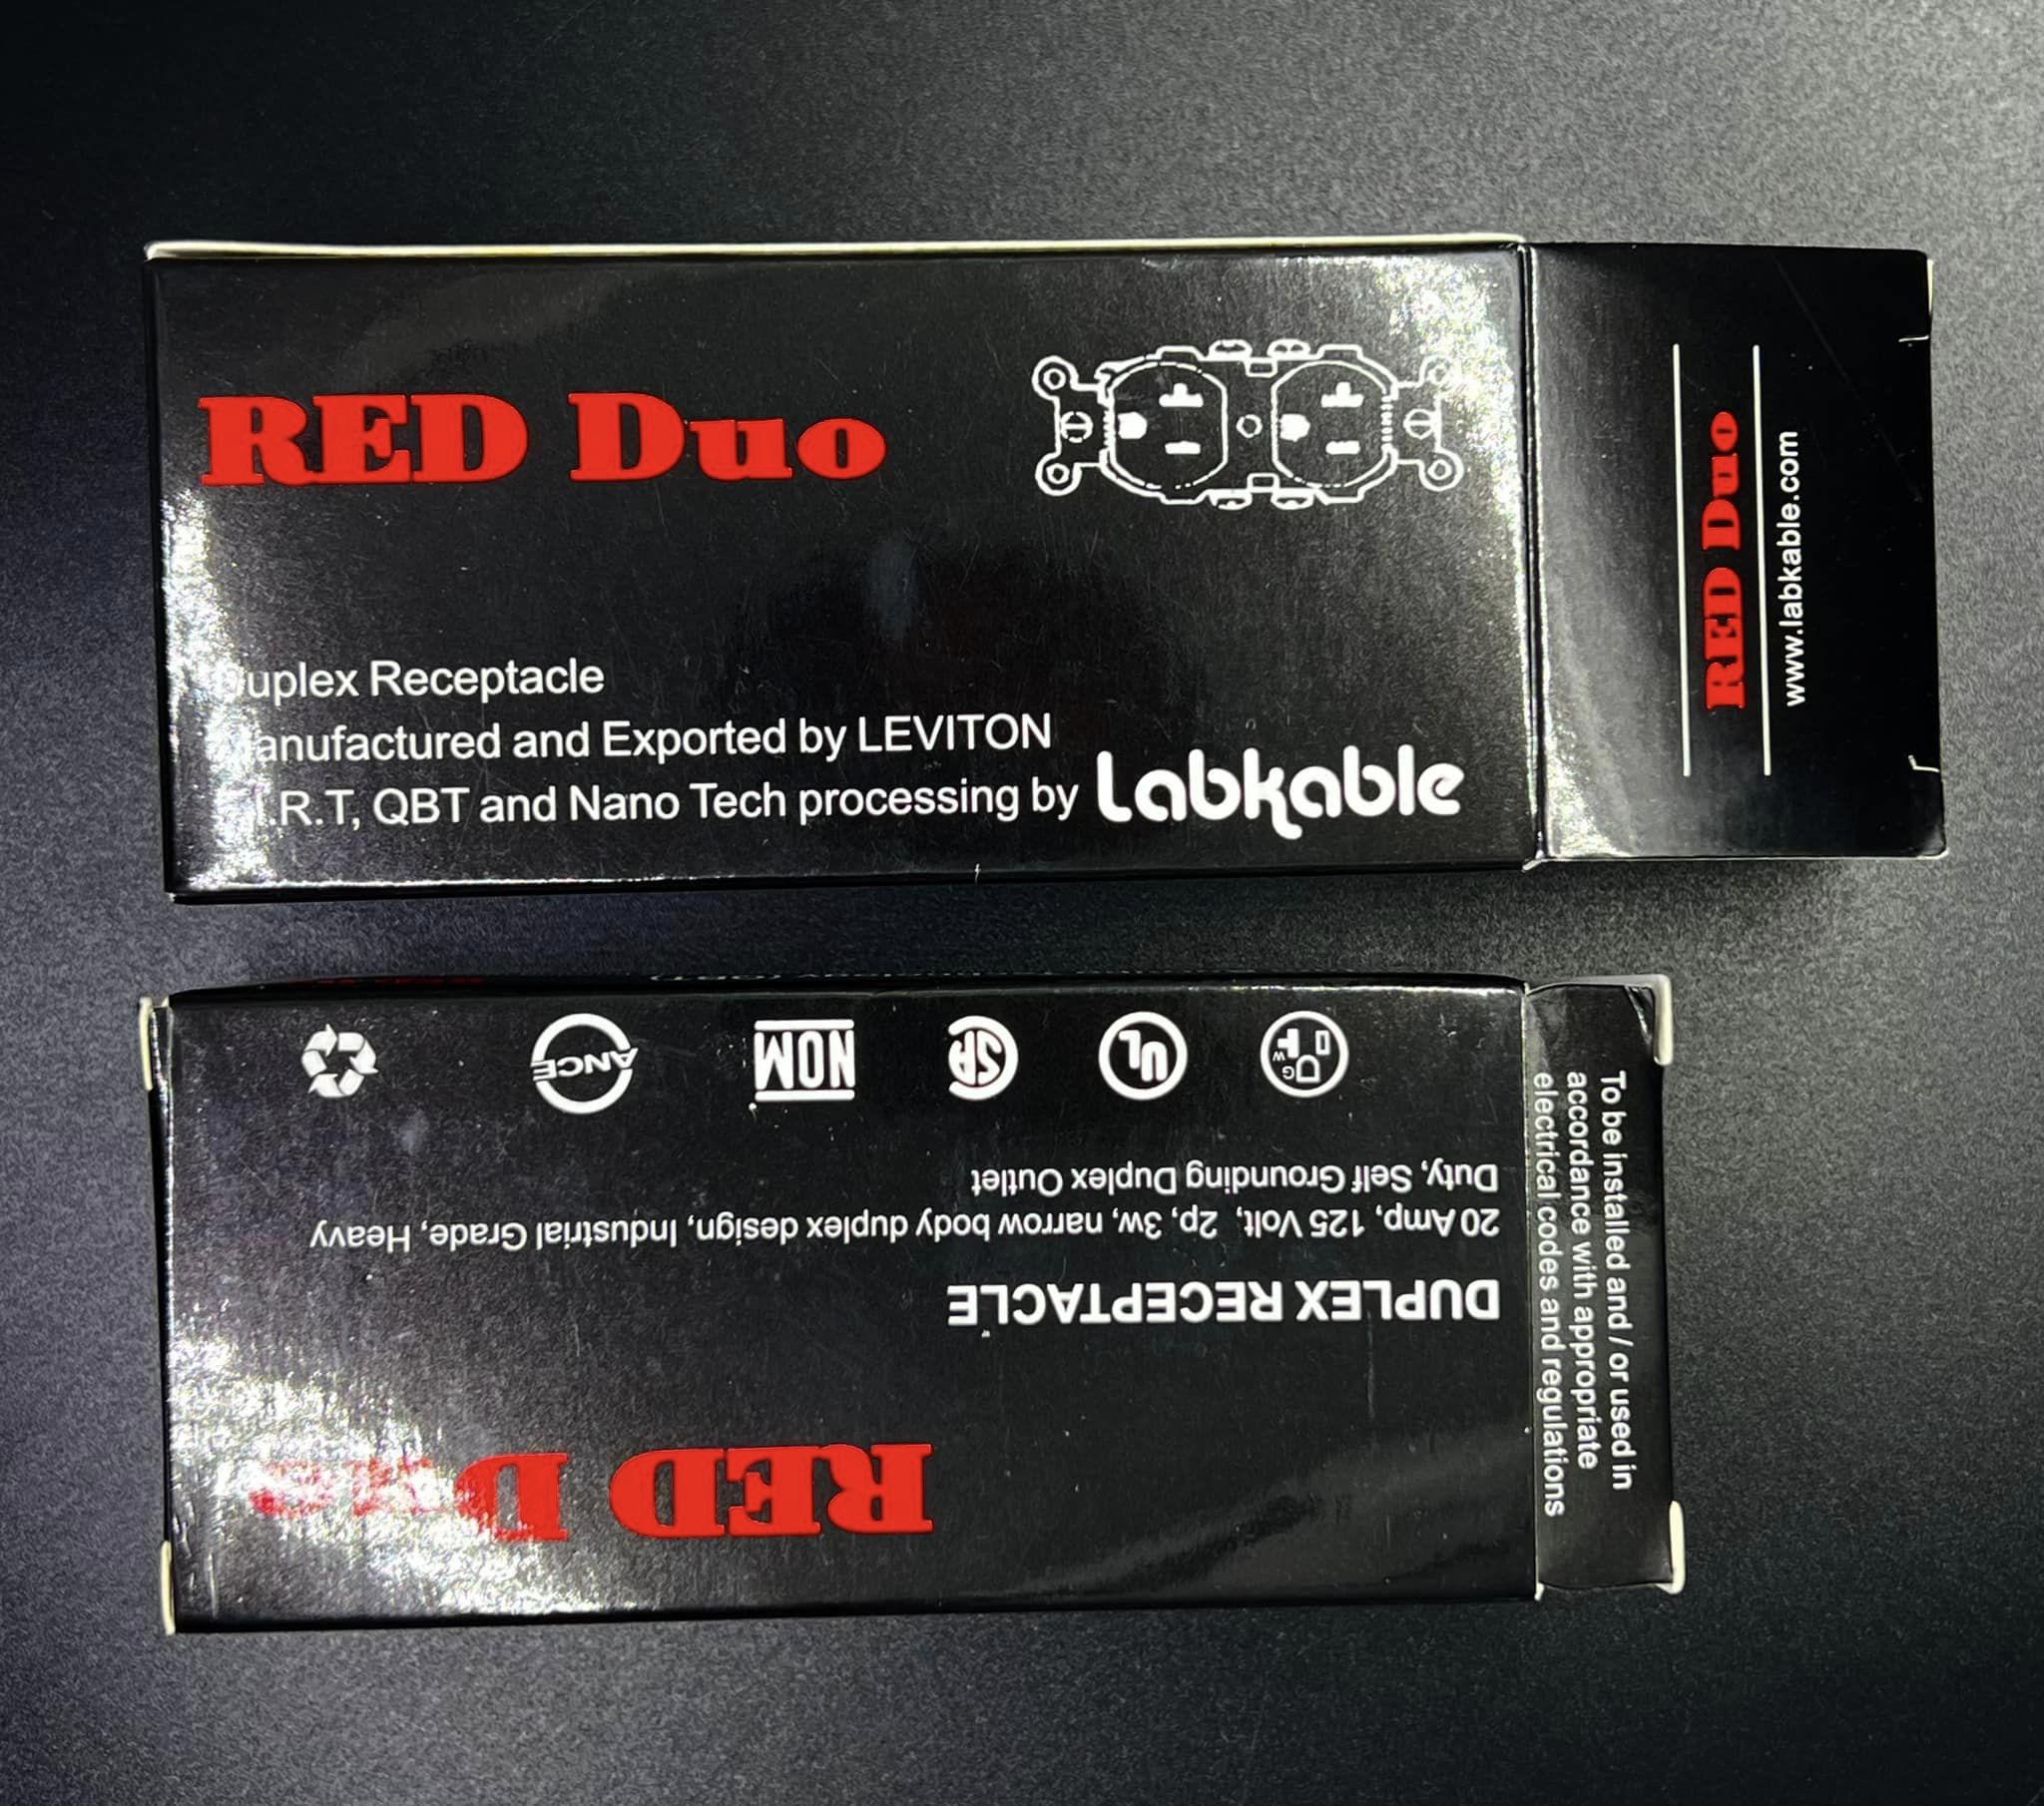 RED Duo
Receptacle
and Exported by LEVITON
QBT and Nano Tech processing by Labkable
RED Duo
www.labkable.com
ANCE
NOM
UL
G
W
RED
DUPLEX RECEPTACLE
20 Amp, 125 Volt, 2p, 3w, narrow body duplex design, Industrial Grade, Heavy
Duty, Self Grounding Duplex Outlet
To be installed and / or used in
accordance with appropriate
electrical codes and regulations